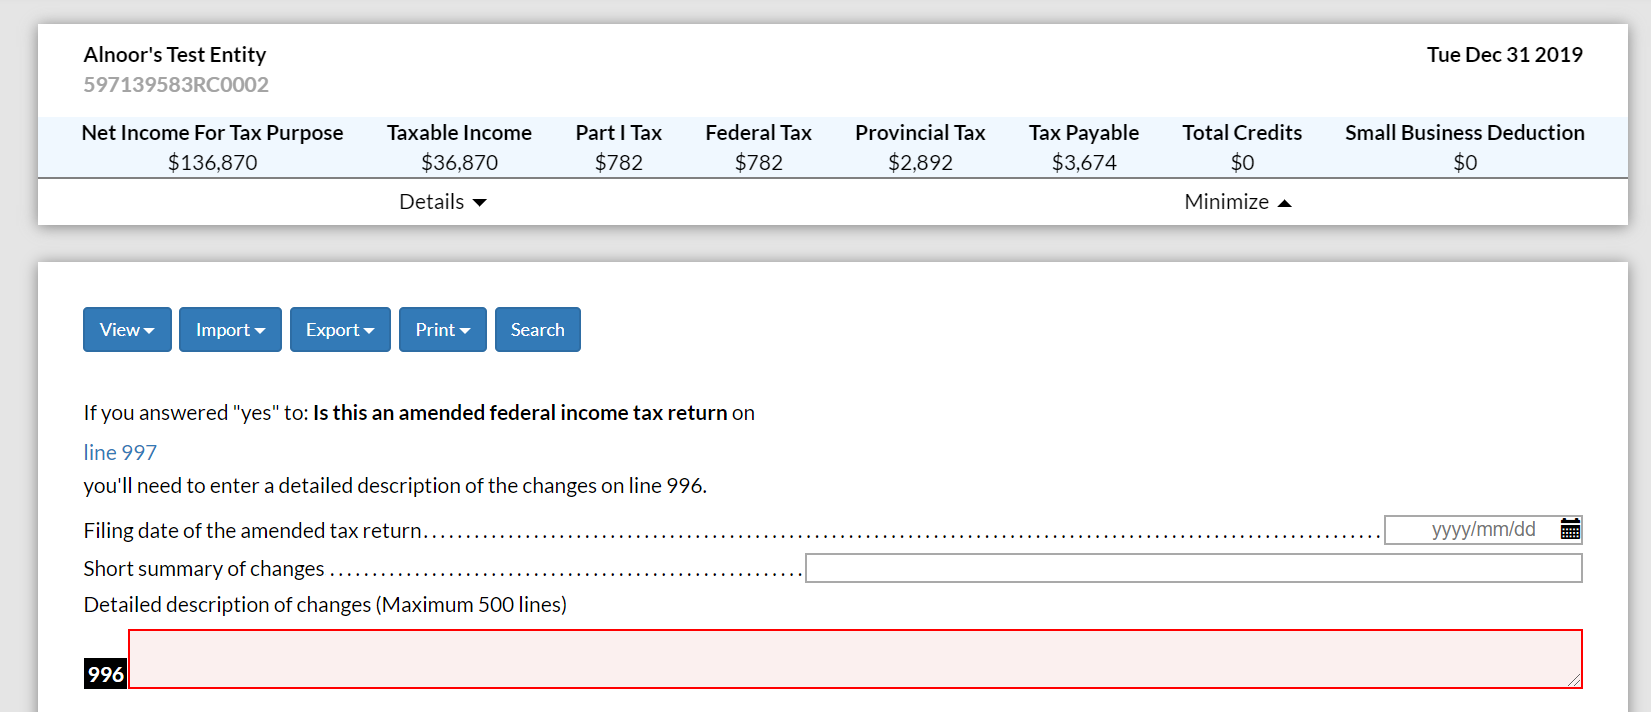 Alnoor's Test Entity
Tue Dec 31 2019
597139583RC0002
Net Income For Tax Purpose Taxable Income Part I Tax Federal Tax Provincial Tax Tax Payable Total Credits Small Business Deduction
$136,870 $36,870 $782 $782 $2,892 $3,674 $0 $0
Details Minimize
View Import Export Print Search
If you answered "yes" to: Is this an amended federal income tax return on
line 997
you'll need to enter a detailed description of the changes on line 996.
Filing date of the amended tax return yyyy/mm/dd
Short summary of changes
Detailed description of changes (Maximum 500 lines)
996